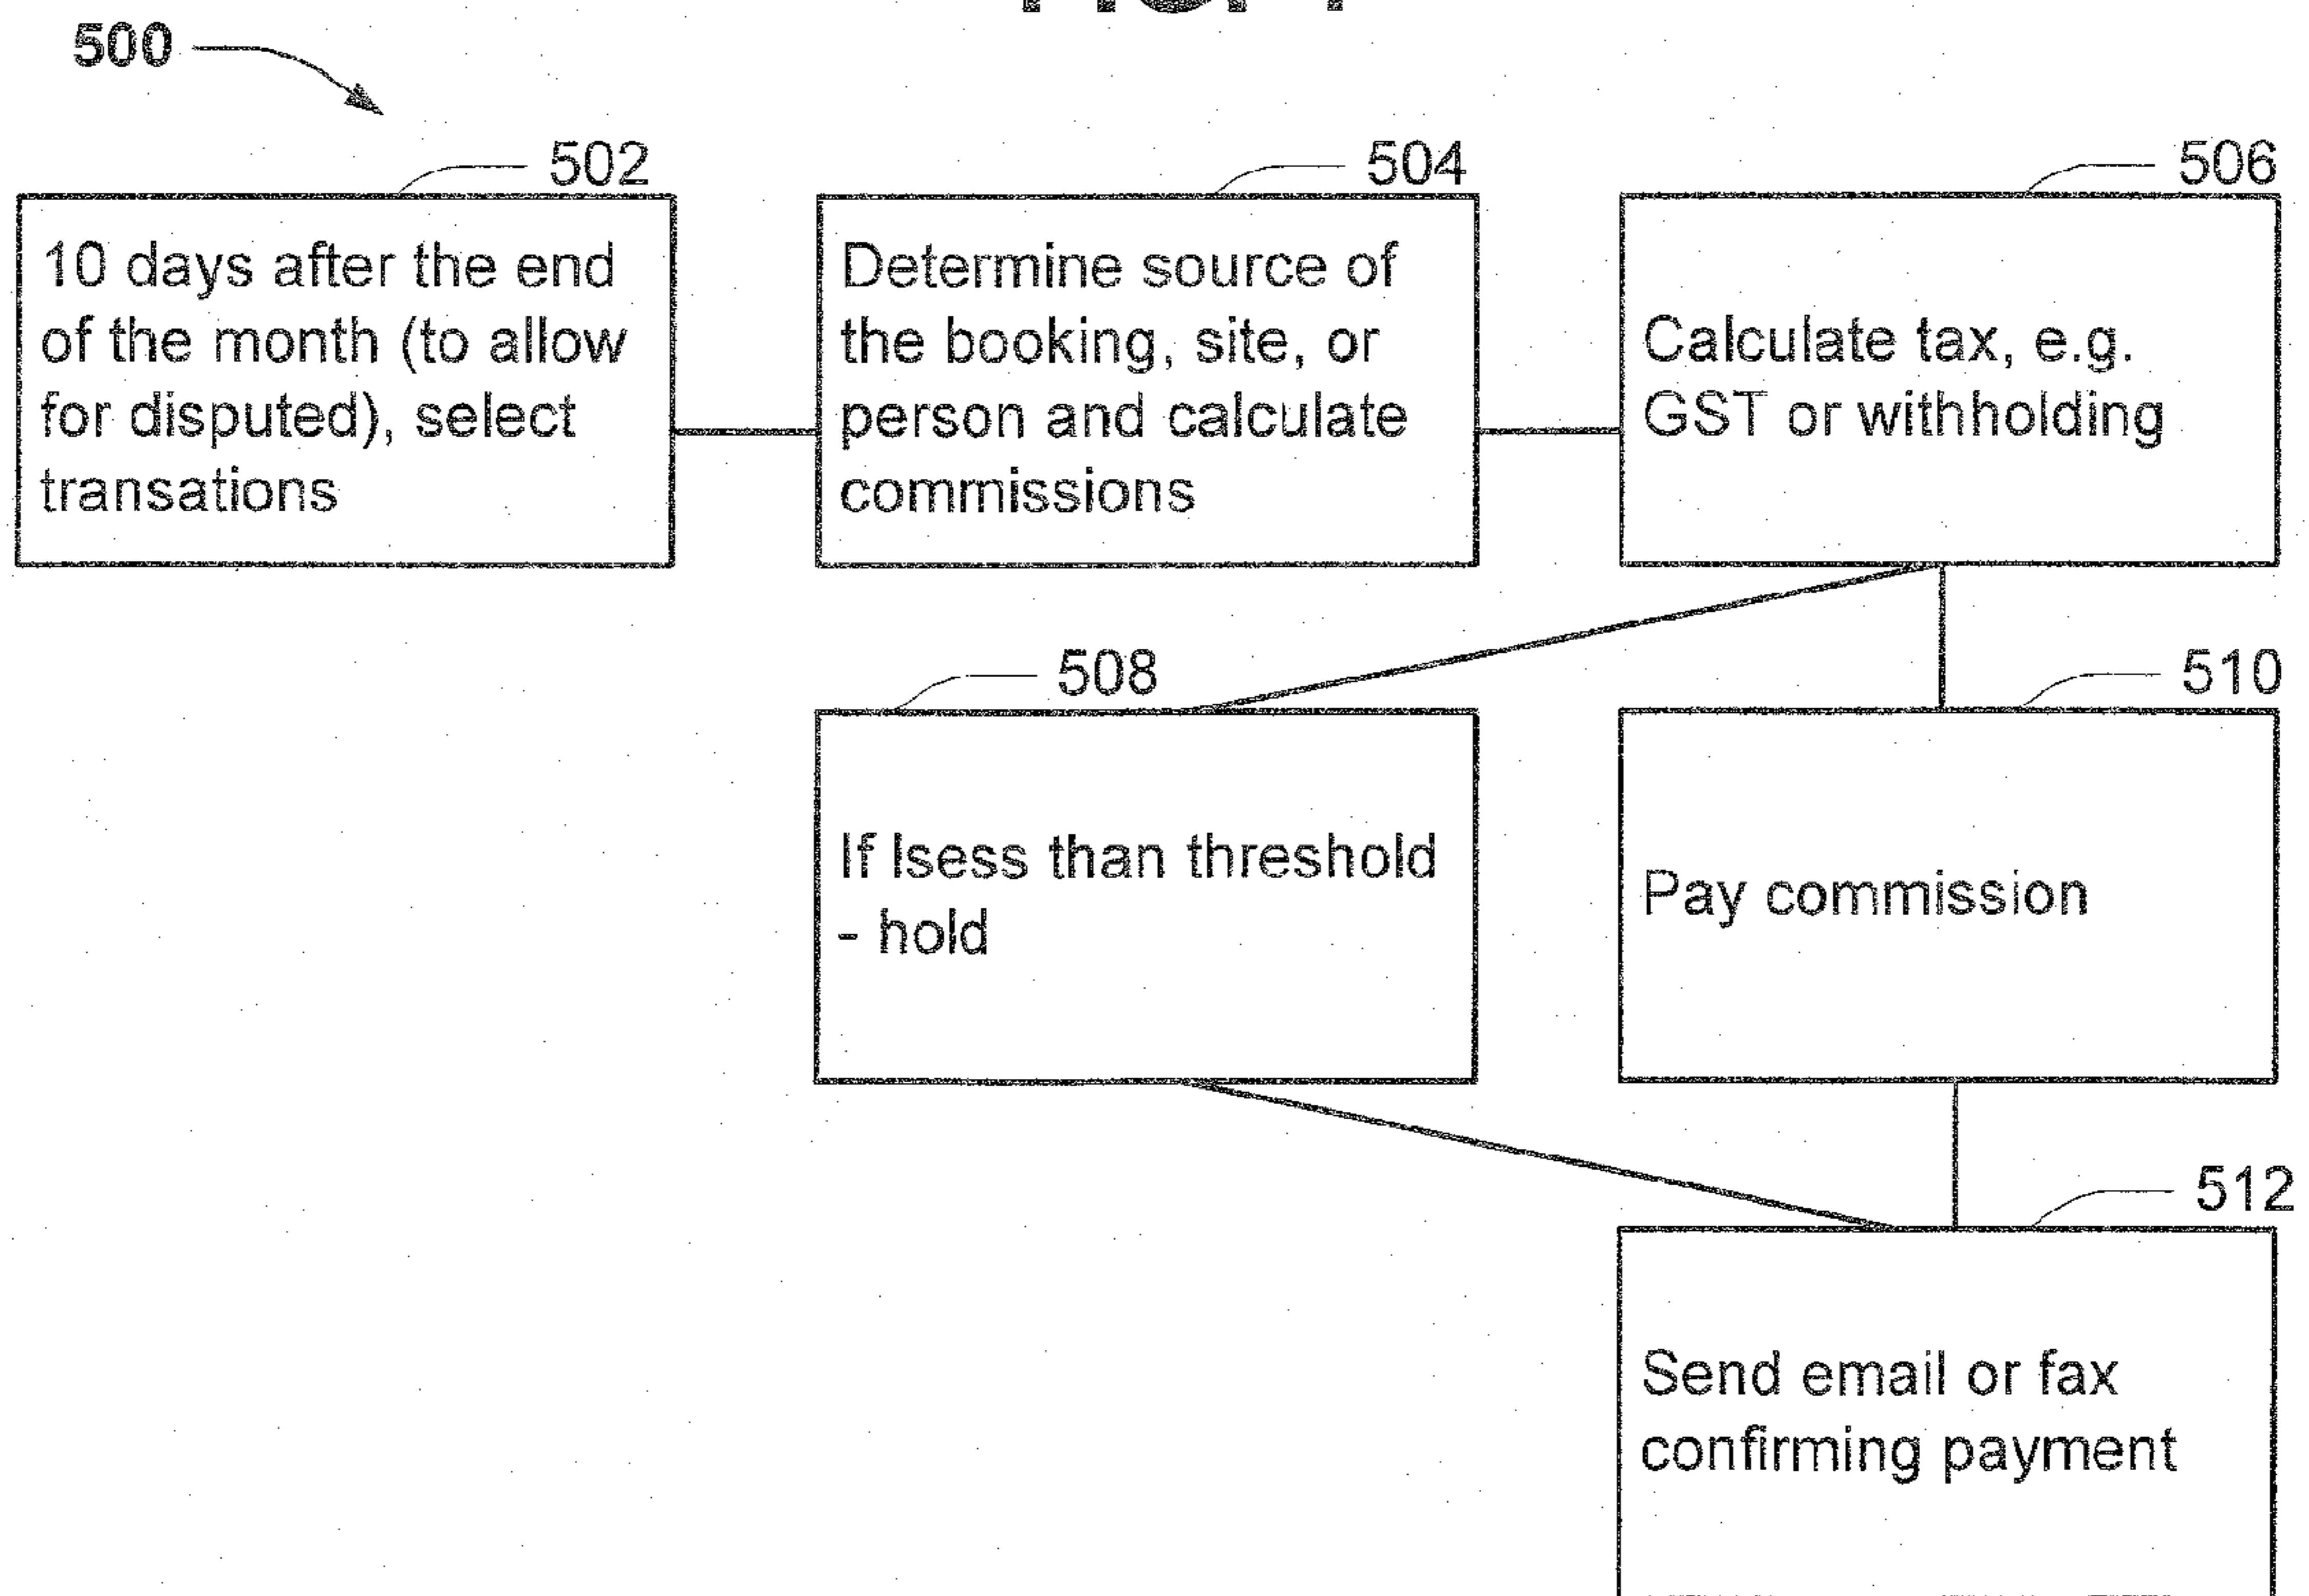 500
502
10 days after the end
of the month (to allow
for disputed), select
transations
504
Determine source of
the booking, site, or
person and calculate
commissions
506
Calculate tax, e.g.
GST or withholding
508
If lsess than threshold
- hold
510
Pay commission
512
Send email or fax
confirming payment